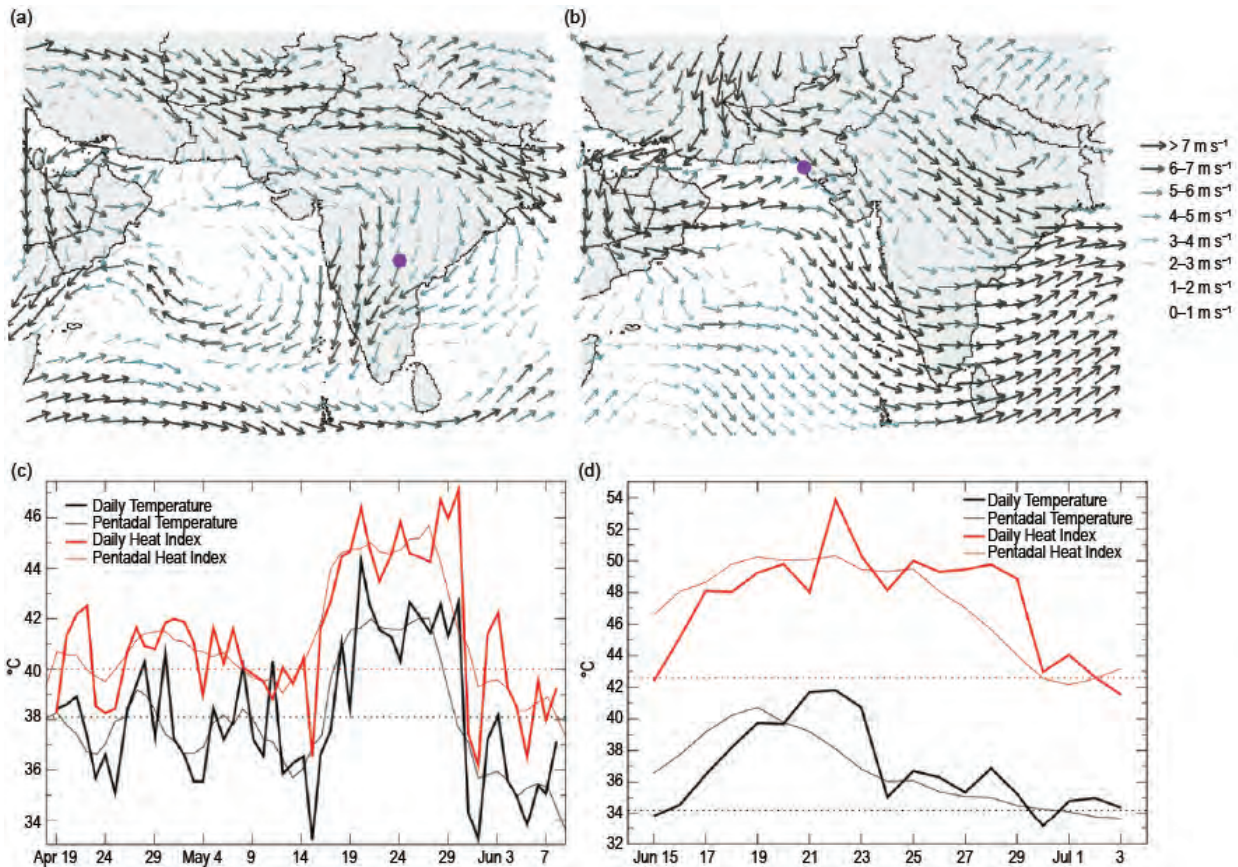 (a)
(b)
> 7 m s⁻¹
6–7 m s⁻¹
5–6 m s⁻¹
4–5 m s⁻¹
3–4 m s⁻¹
2–3 m s⁻¹
1–2 m s⁻¹
0–1 m s⁻¹
(c)
Daily Temperature
Pentadal Temperature
Daily Heat Index
Pentadal Heat Index
46
44
42
40
38
36
34
°C
Apr 19 24 29 May 4 9 14 19 24 29 Jun 3 7
(d)
Daily Temperature
Pentadal Temperature
Daily Heat Index
Pentadal Heat Index
54
52
50
48
46
44
42
40
38
36
34
32
°C
Jun 15 17 19 21 23 25 27 29 Jul 1 3